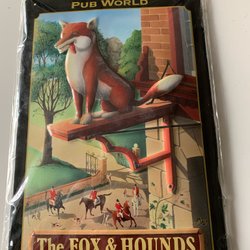 PUB WORLD
The FOX & HOUNDS